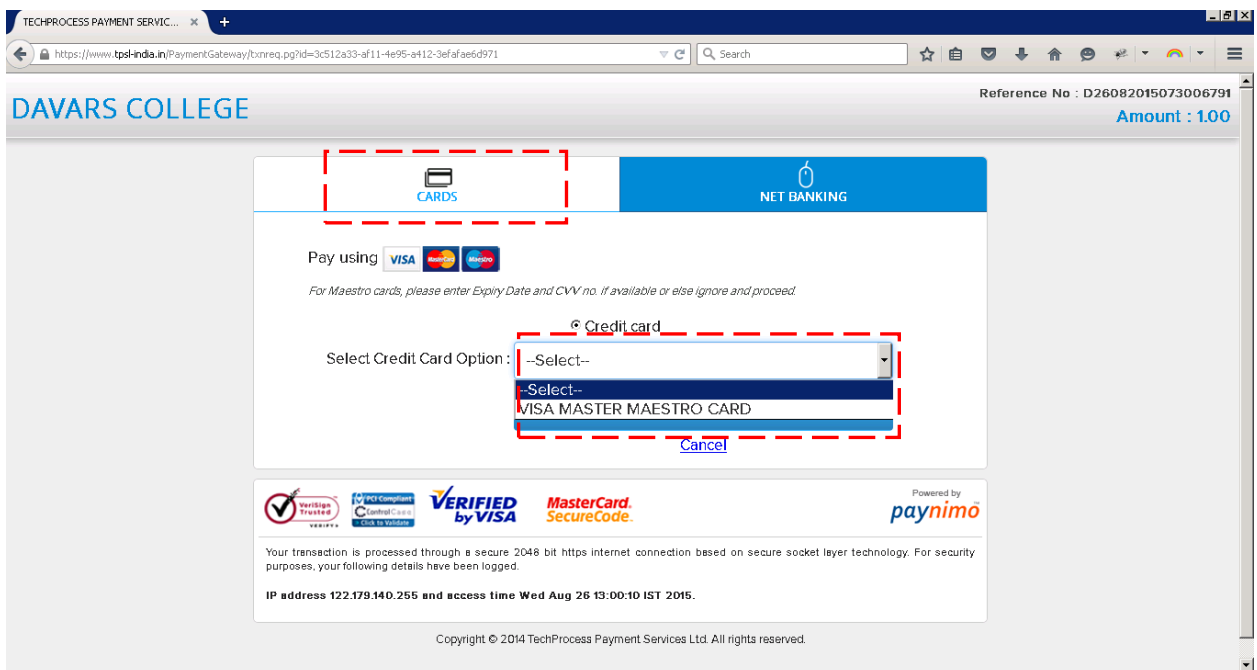 TECHPROCESS PAYMENT SERVIC...
https://www.tpsl-india.in/PaymentGateway/txnreq.pg?id=3c512a33-af11-4e95-a412-3efafae6d971
Search
DAVARS COLLEGE
Reference No : D26082015073006791
Amount : 1.00
CARDS
NET BANKING
Pay using VISA MasterCard Maestro
For Maestro cards, please enter Expiry Date and CVV no. if available or else ignore and proceed.
Credit card
Select Credit Card Option : --Select--
--Select--
VISA MASTER MAESTRO CARD
Cancel
VeriSign Trusted
VERIFY
PCI Compliant
ControlCase
Click to Validate
VERIFIED by VISA
MasterCard. SecureCode.
Powered by
paynimo
Your transaction is processed through a secure 2048 bit https internet connection based on secure socket layer technology. For security
purposes, your following details have been logged.
IP address 122.179.140.255 and access time Wed Aug 26 13:00:10 IST 2015.
Copyright © 2014 TechProcess Payment Services Ltd. All rights reserved.